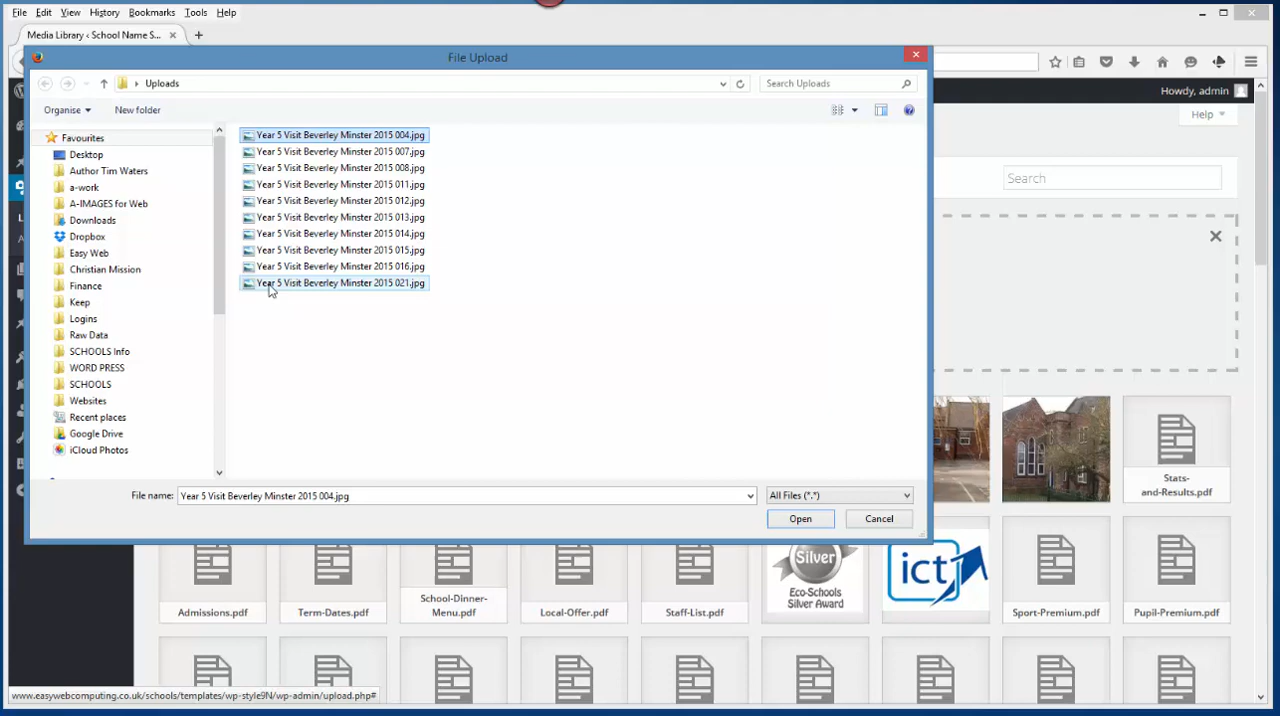 File Edit View History Bookmarks Tools Help
Media Library ‹ School Name S...
File Upload
Uploads
Search Uploads
Howdy, admin
Organise
New folder
Help
Favourites
Desktop
Author Tim Waters
a-work
A-IMAGES for Web
Downloads
Dropbox
Easy Web
Christian Mission
Finance
Keep
Logins
Raw Data
SCHOOLS Info
WORD PRESS
SCHOOLS
Websites
Recent places
Google Drive
iCloud Photos
Year 5 Visit Beverley Minster 2015 004.jpg
Year 5 Visit Beverley Minster 2015 007.jpg
Year 5 Visit Beverley Minster 2015 008.jpg
Year 5 Visit Beverley Minster 2015 011.jpg
Year 5 Visit Beverley Minster 2015 012.jpg
Year 5 Visit Beverley Minster 2015 013.jpg
Year 5 Visit Beverley Minster 2015 014.jpg
Year 5 Visit Beverley Minster 2015 015.jpg
Year 5 Visit Beverley Minster 2015 016.jpg
Year 5 Visit Beverley Minster 2015 021.jpg
Search
File name: Year 5 Visit Beverley Minster 2015 004.jpg
All Files (*.*)
Open
Cancel
Stats-
and-Results.pdf
Silver
Eco-Schools
Silver Award
ict
Admissions.pdf
Term-Dates.pdf
School-Dinner-
Menu.pdf
Local-Offer.pdf
Staff-List.pdf
Sport-Premium.pdf
Pupil-Premium.pdf
www.easywebcomputing.co.uk/schools/templates/wp-style9N/wp-admin/upload.php#